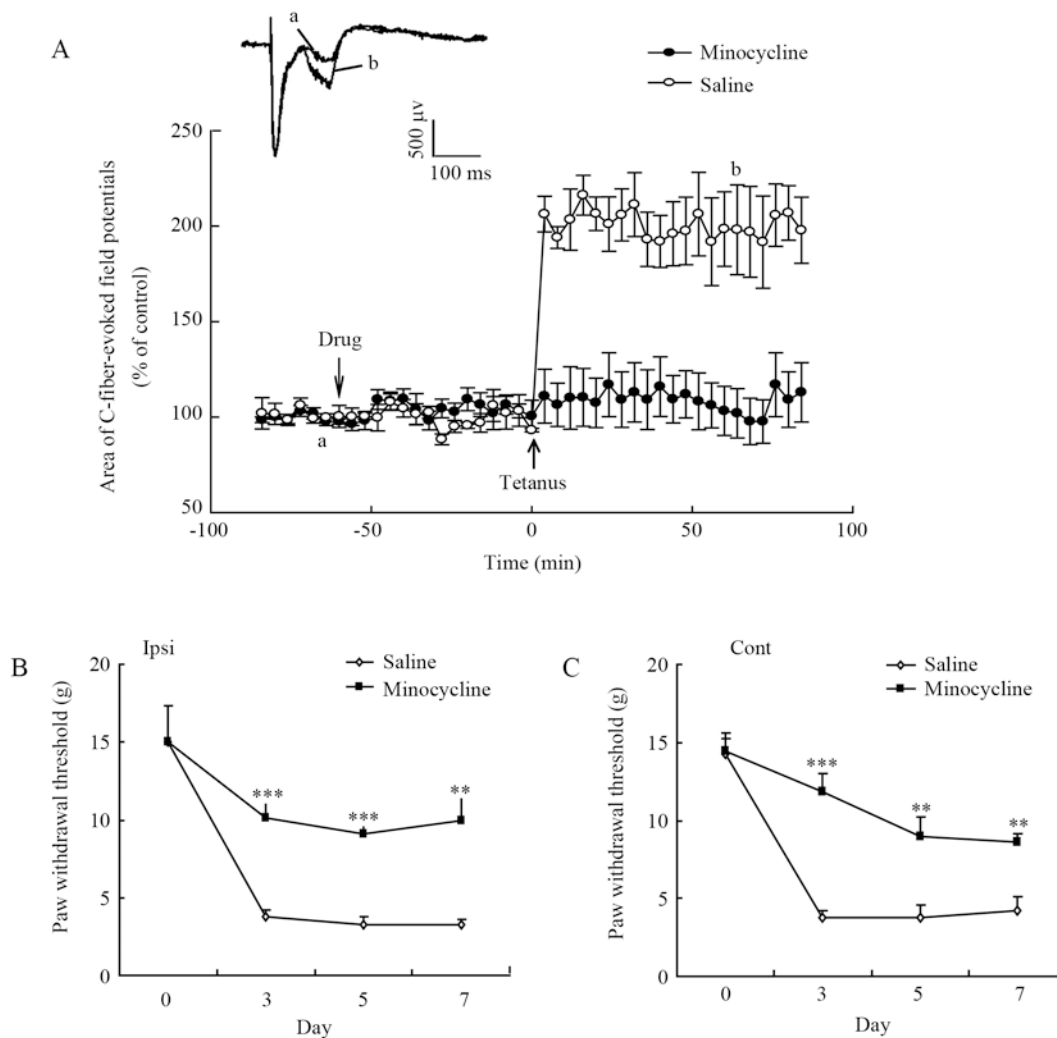 A
a
b
500 μv
100 ms
Minocycline
Saline
Area of C-fiber-evoked field potentials
(% of control)
250
200
150
100
50
b
Drug
a
Tetanus
-100
-50
0
50
100
Time (min)
B
Ipsi
Saline
Minocycline
Paw withdrawal threshold (g)
20
15
10
5
0
***
***
**
0
3
5
7
Day
C
Cont
Saline
Minocycline
Paw withdrawal threshold (g)
20
15
10
5
0
***
**
**
0
3
5
7
Day